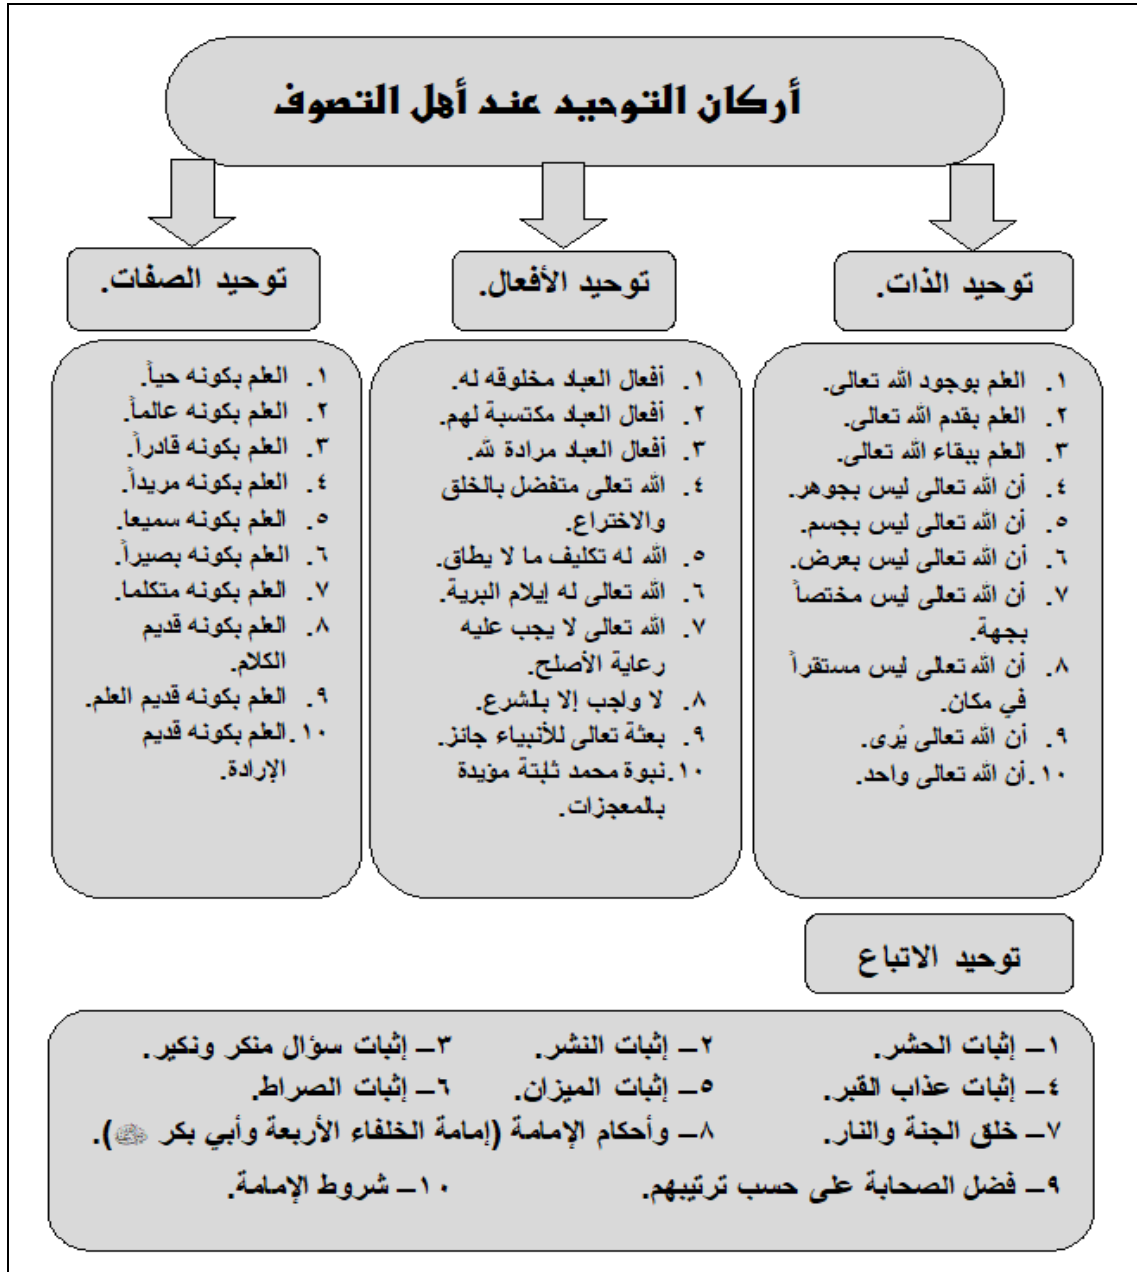 أركان التوحيد عند أهل التصوف
توحيد الذات.
١. العلم بوجود الله تعالى.
٢. العلم بقدم الله تعالى.
٣. العلم ببقاء الله تعالى.
٤. أن الله تعالى ليس بجوهر.
٥. أن الله تعالى ليس بجسم.
٦. أن الله تعالى ليس بعرض.
٧. أن الله تعالى ليس مختصاً
بجهة.
٨. أن الله تعالى ليس مستقراً
في مكان.
٩. أن الله تعالى يُرى.
١٠. أن الله تعالى واحد.
توحيد الأفعال.
١. أفعال العباد مخلوقه له.
٢. أفعال العباد مكتسبة لهم.
٣. أفعال العباد مرادة لله.
٤. الله تعالى متفضل بالخلق
والاختراع.
٥. الله له تكليف ما لا يطاق.
٦. الله تعالى له إيلام البرية.
٧. الله تعالى لا يجب عليه
رعاية الأصلح.
٨. لا واجب إلا بالشرع.
٩. بعثة تعالى للأنبياء جائز.
١٠. نبوة محمد ثابتة مؤيدة
بالمعجزات.
توحيد الصفات.
١. العلم بكونه حياً.
٢. العلم بكونه عالماً.
٣. العلم بكونه قادراً.
٤. العلم بكونه مريداً.
٥. العلم بكونه سميعا.
٦. العلم بكونه بصيراً.
٧. العلم بكونه متكلما.
٨. العلم بكونه قديم
الكلام.
٩. العلم بكونه قديم العلم.
١٠. العلم بكونه قديم
الإرادة.
توحيد الاتباع
١– إثبات الحشر. ٢– إثبات النشر. ٣– إثبات سؤال منكر ونكير.
٤– إثبات عذاب القبر. ٥– إثبات الميزان. ٦– إثبات الصراط.
٧– خلق الجنة والنار. ٨– وأحكام الإمامة (إمامة الخلفاء الأربعة وأبي بكر).
٩– فضل الصحابة على حسب ترتيبهم. ١٠– شروط الإمامة.